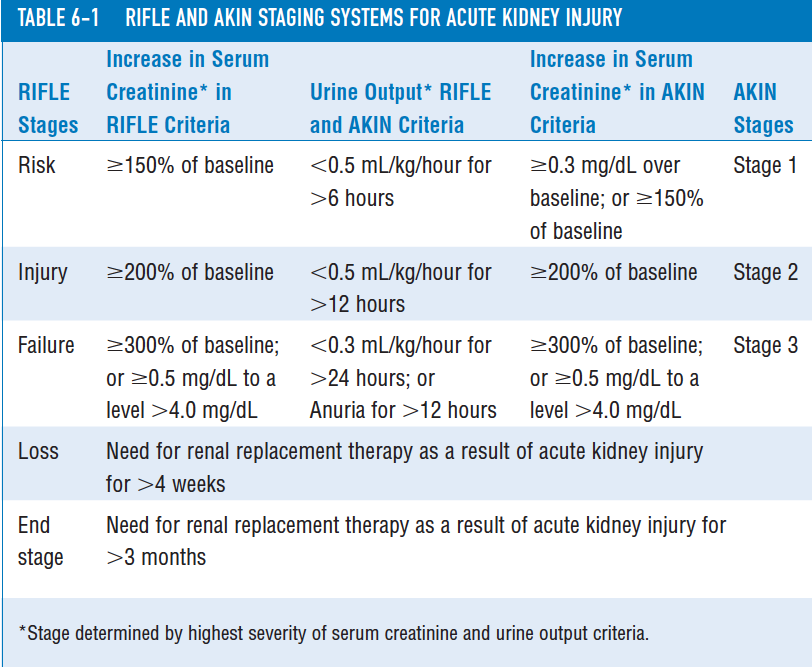 TABLE 6-1 RIFLE AND AKIN STAGING SYSTEMS FOR ACUTE KIDNEY INJURY
RIFLE Stages
Increase in Serum
Creatinine* in
RIFLE Criteria
Urine Output* RIFLE
and AKIN Criteria
Increase in Serum
Creatinine* in AKIN
Criteria
AKIN
Stages
Risk
≥150% of baseline
<0.5 mL/kg/hour for
>6 hours
≥0.3 mg/dL over
baseline; or ≥150%
of baseline
Stage 1
Injury
≥200% of baseline
<0.5 mL/kg/hour for
>12 hours
≥200% of baseline
Stage 2
Failure
≥300% of baseline;
or ≥0.5 mg/dL to a
level >4.0 mg/dL
<0.3 mL/kg/hour for
>24 hours; or
Anuria for >12 hours
≥300% of baseline;
or ≥0.5 mg/dL to a
level >4.0 mg/dL
Stage 3
Loss
Need for renal replacement therapy as a result of acute kidney injury
for >4 weeks
End
stage
Need for renal replacement therapy as a result of acute kidney injury for
>3 months
*Stage determined by highest severity of serum creatinine and urine output criteria.